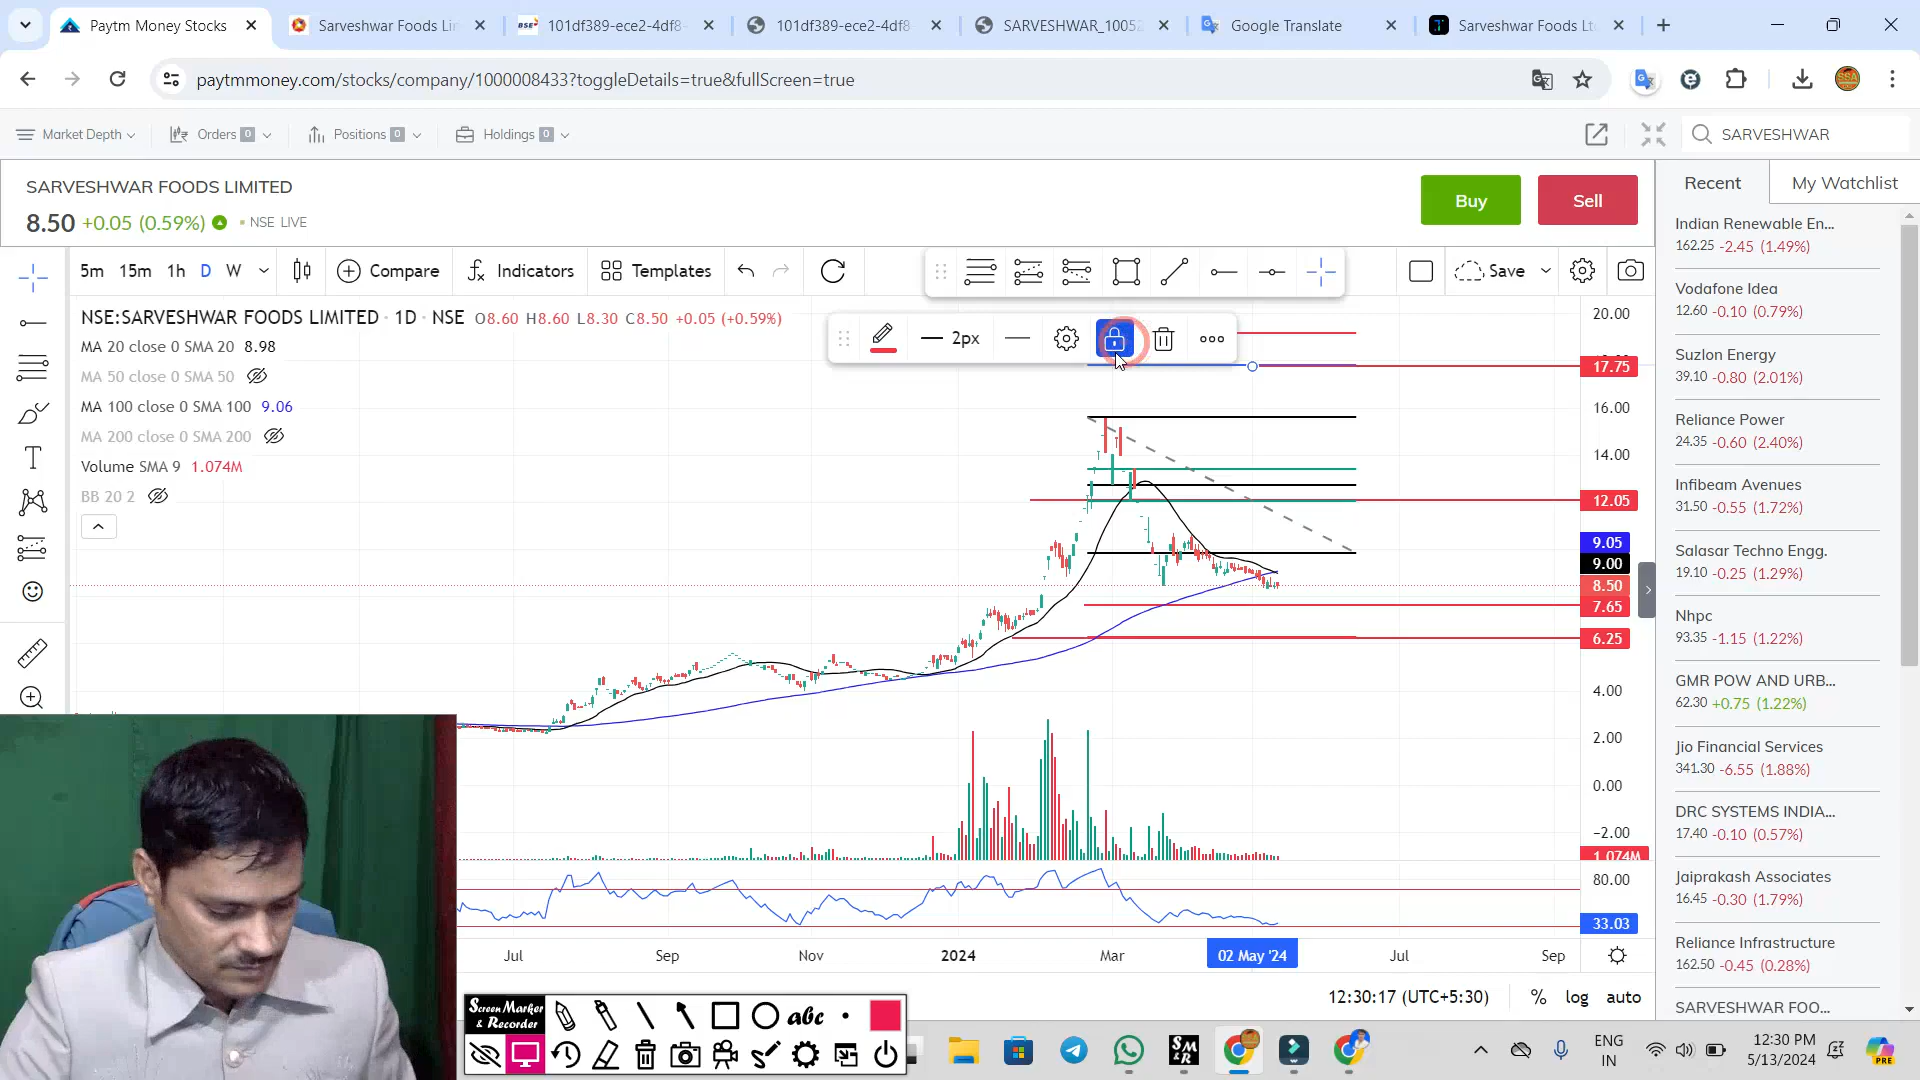 Paytm Money Stocks
Sarveshwar Foods Lin
101df389-ece2-4df8-
101df389-ece2-4df8
SARVESHWAR_10052
Google Translate
Sarveshwar Foods Lt
paytmmoney.com/stocks/company/1000008433?toggleDetails=true&fullScreen=true
Market Depth
Orders 0
Positions 0
Holdings 0
SARVESHWAR
SARVESHWAR FOODS LIMITED
8.50 +0.05 (0.59%) NSE LIVE
Buy
Sell
Recent
My Watchlist
5m 15m 1h D W
Compare
Indicators
Templates
Save
NSE:SARVESHWAR FOODS LIMITED · 1D · NSE O8.60 H8.60 L8.30 C8.50 +0.05 (+0.59%)
MA 20 close 0 SMA 20 8.98
MA 50 close 0 SMA 50
MA 100 close 0 SMA 100 9.06
MA 200 close 0 SMA 200
Volume SMA 9 1.074M
BB 20 2
2px
20.00
17.75
16.00
14.00
12.05
9.05
9.00
8.50
7.65
6.25
4.00
2.00
0.00
−2.00
1.074M
80.00
33.03
Jul
Sep
Nov
2024
Mar
02 May '24
Jul
Sep
12:30:17 (UTC+5:30)
% log auto
Indian Renewable En...
162.25 -2.45 (1.49%)
Vodafone Idea
12.60 -0.10 (0.79%)
Suzlon Energy
39.10 -0.80 (2.01%)
Reliance Power
24.35 -0.60 (2.40%)
Infibeam Avenues
31.50 -0.55 (1.72%)
Salasar Techno Engg.
19.10 -0.25 (1.29%)
Nhpc
93.35 -1.15 (1.22%)
GMR POW AND URB...
62.30 +0.75 (1.22%)
Jio Financial Services
341.30 -6.55 (1.88%)
DRC SYSTEMS INDIA...
17.40 -0.10 (0.57%)
Jaiprakash Associates
16.45 -0.30 (1.79%)
Reliance Infrastructure
162.50 -0.45 (0.28%)
SARVESHWAR FOO...
Screen Marker
& Recorder
abc
ENG
IN
12:30 PM
5/13/2024